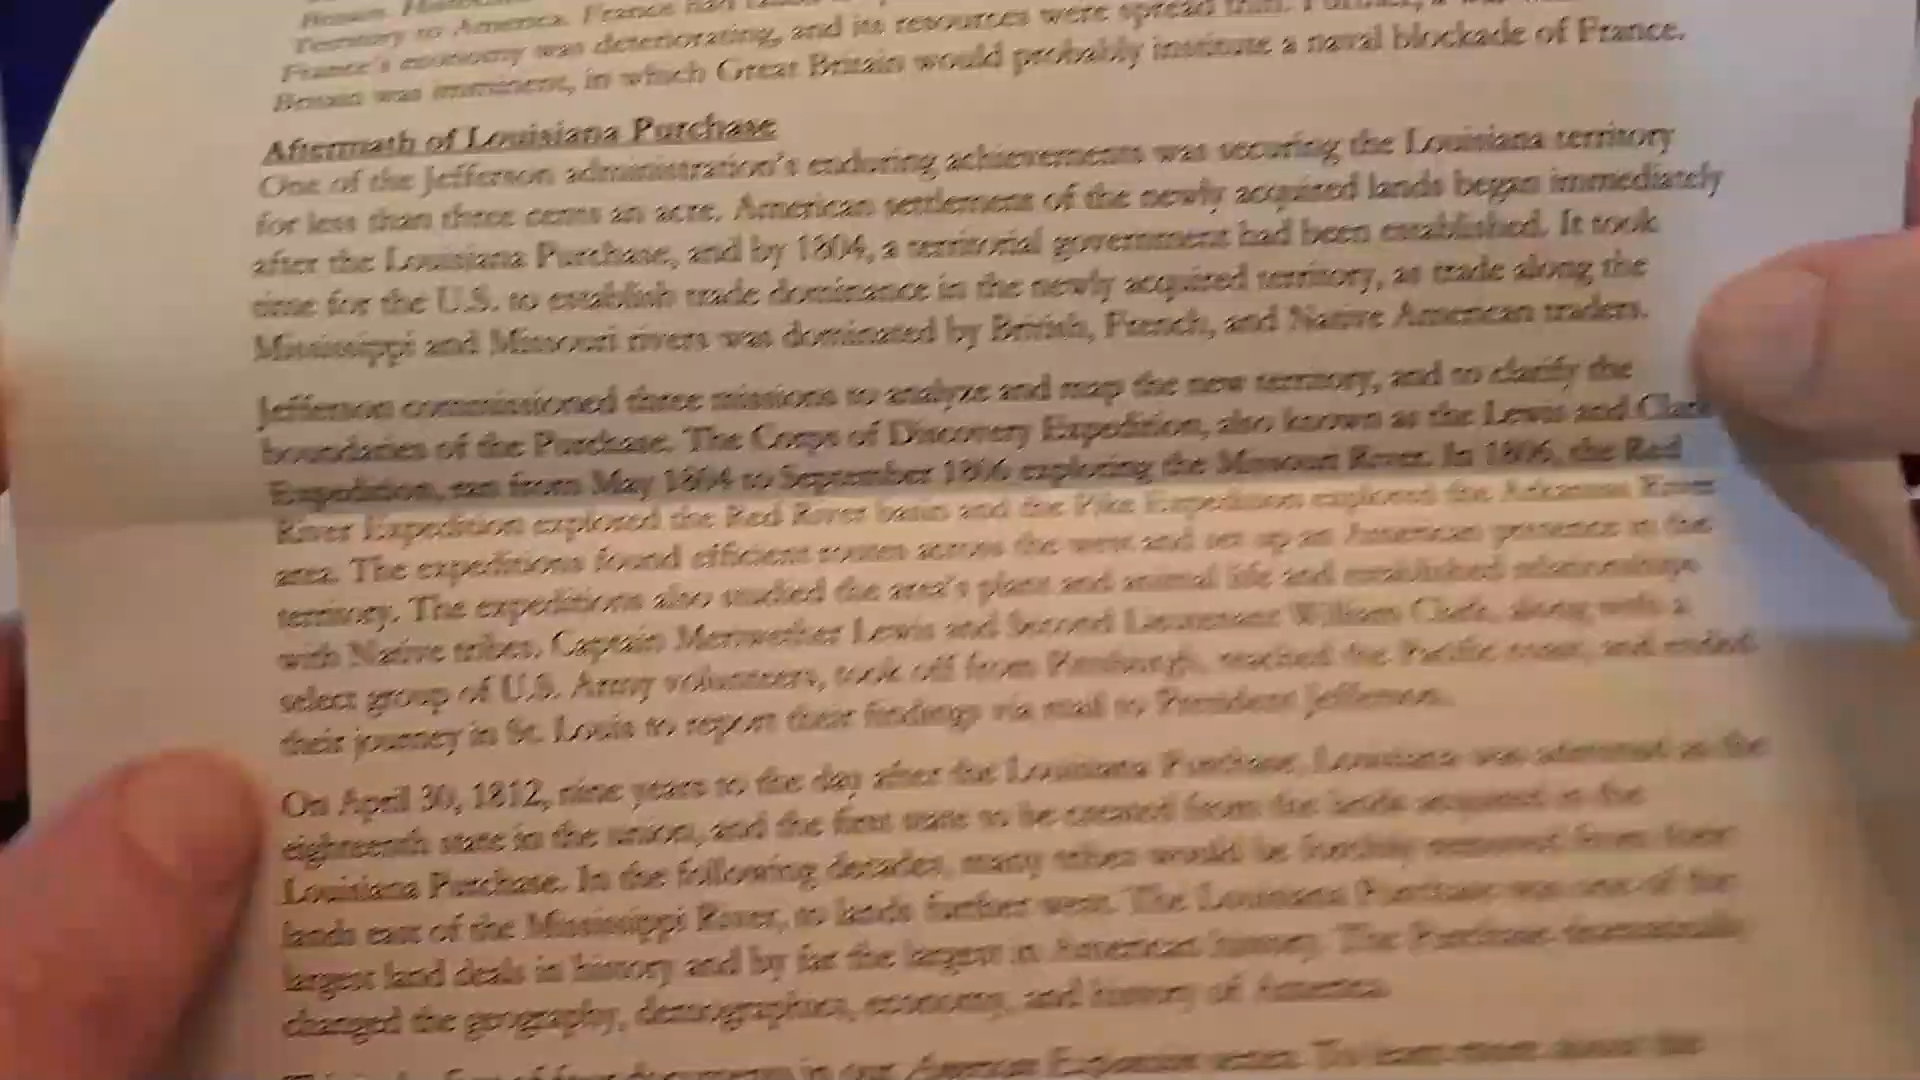 Territory to America. France had
France's economy was deteriorating, and its resources were spread thin. Further, a war
Britain was imminent, in which Great Britain would probably institute a naval blockade of France.
Aftermath of Louisiana Purchase
One of the Jefferson administration's enduring achievements was securing the Louisiana territory
for less than three cents an acre. American settlement of the newly acquired lands began immediately
after the Louisiana Purchase, and by 1804, a territorial government had been established. It took
time for the U.S. to establish trade dominance in the newly acquired territory, as trade along the
Mississippi and Missouri rivers was dominated by British, French, and Native American traders.
Jefferson commissioned three missions to analyze and map the new territory, and to clarify the
boundaries of the Purchase. The Corps of Discovery Expedition, also known as the Lewis and Clark
Expedition, ran from May 1804 to September 1806 exploring the Missouri River. In 1806, the Red
River Expedition explored the Red River basin and the Pike Expedition explored the Arkansas River
area. The expeditions found efficient routes across the west and set up an American presence in the
territory. The expeditions also studied the area's plant and animal life and established relationships
with Native tribes. Captain Meriwether Lewis and Second Lieutenant William Clark, along with a
select group of U.S. Army volunteers, took off from Pittsburgh, reached the Pacific coast, and ended
their journey in St. Louis to report their findings via mail to President Jefferson.
On April 30, 1812, nine years to the day after the Louisiana Purchase, Louisiana was admitted as the
eighteenth state in the union, and the first state to be created from the lands acquired in the
Louisiana Purchase. In the following decades, many tribes would be forcibly removed from their
lands east of the Mississippi River, to lands further west. The Louisiana Purchase was one of the
largest land deals in history and by far the largest in American history. The Purchase dramatically
changed the geography, demographics, economy, and history of America.
documents in our American Expansion series. To learn more about the